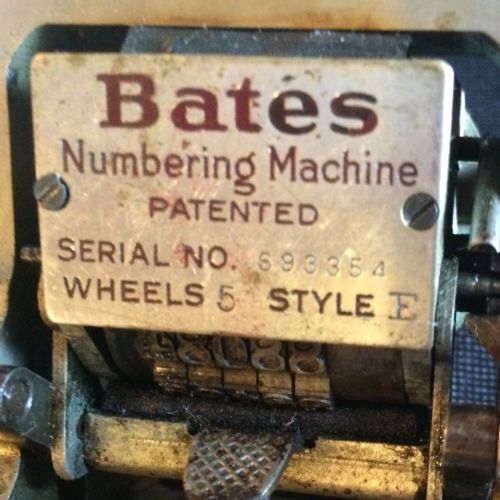 Bates
Numbering Machine
PATENTED
SERIAL NO. 693354
WHEELS 5 STYLE E